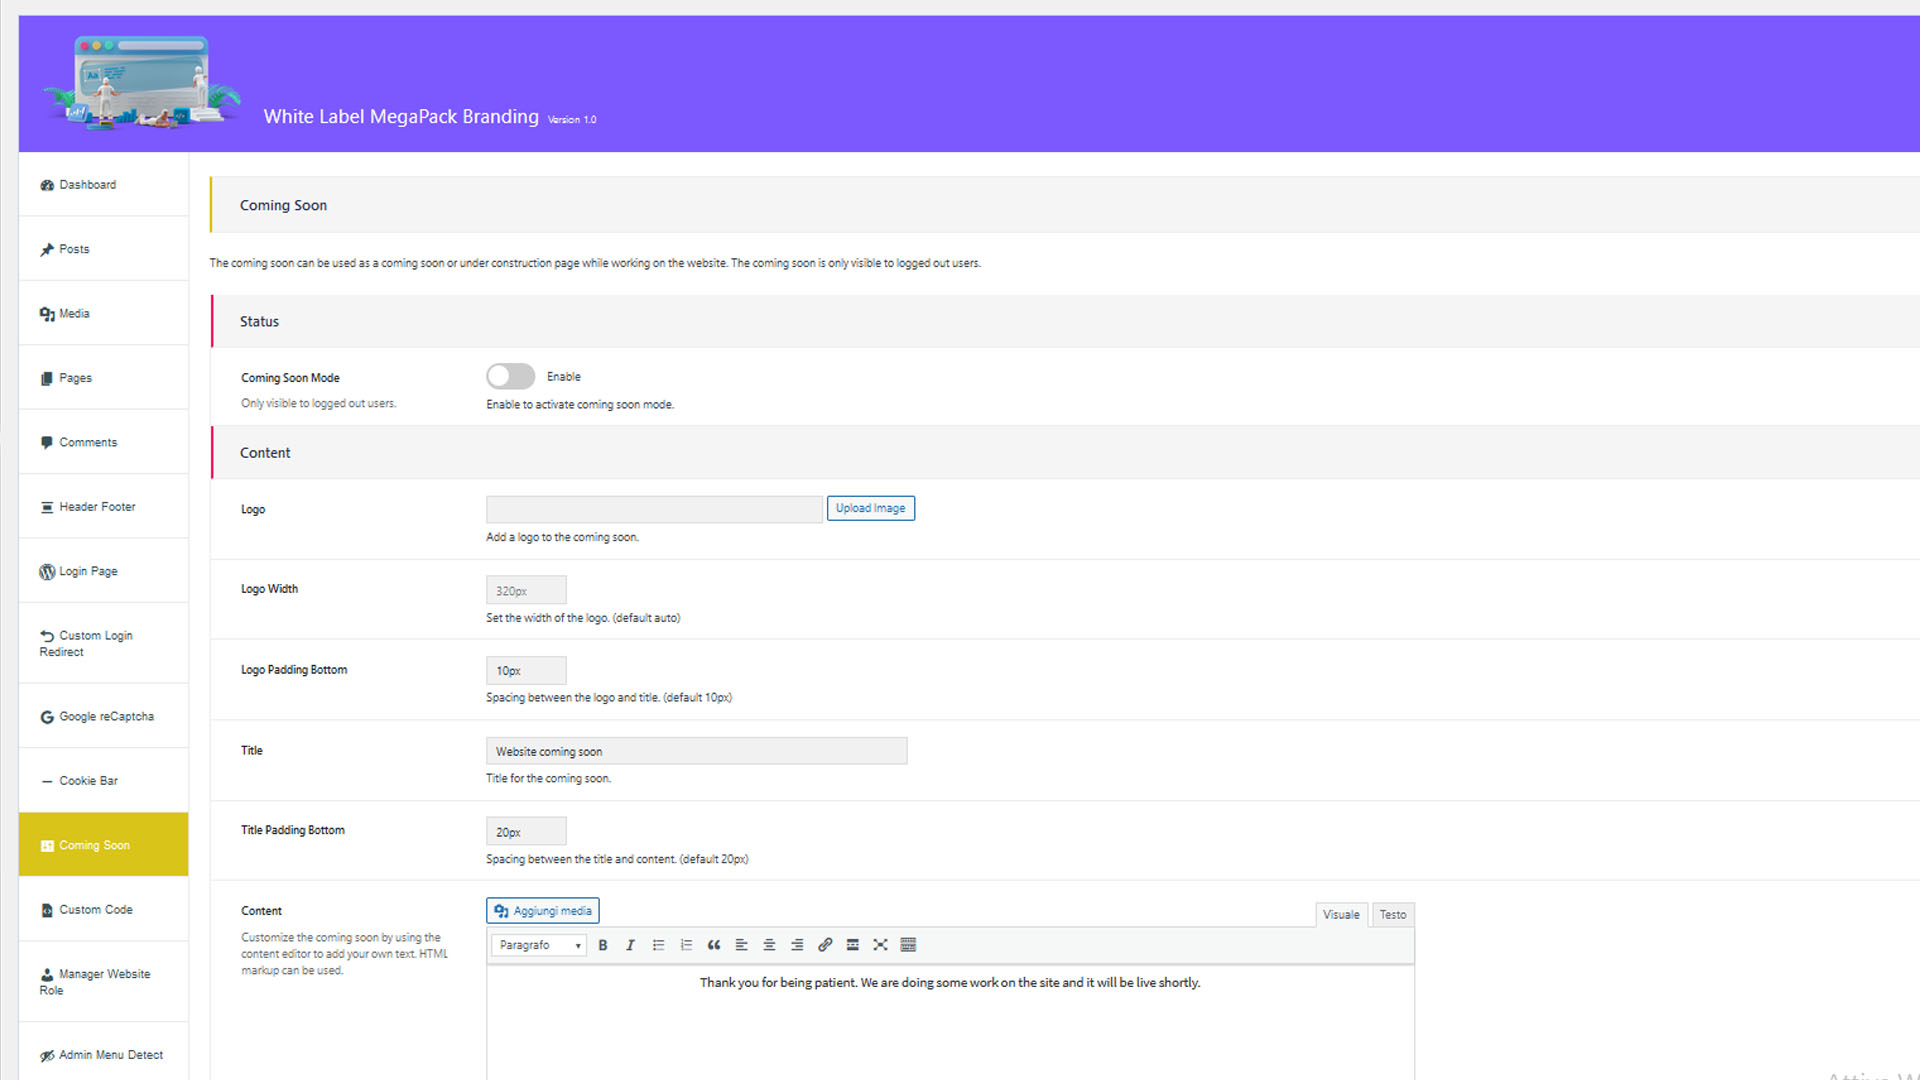 Aa
White Label MegaPack Branding Version 1.0
Dashboard
Posts
Media
Pages
Comments
Header Footer
Login Page
Custom Login
Redirect
Google reCaptcha
Cookie Bar
Coming Soon
Custom Code
Manager Website
Role
Admin Menu Detect
Coming Soon
The coming soon can be used as a coming soon or under construction page while working on the website. The coming soon is only visible to logged out users.
Status
Coming Soon Mode
Only visible to logged out users.
Enable
Enable to activate coming soon mode.
Content
Logo
Upload Image
Add a logo to the coming soon.
Logo Width
320px
Set the width of the logo. (default auto)
Logo Padding Bottom
10px
Spacing between the logo and title. (default 10px)
Title
Website coming soon
Title for the coming soon.
Title Padding Bottom
20px
Spacing between the title and content. (default 20px)
Content
Customize the coming soon by using the
content editor to add your own text. HTML
markup can be used.
Aggiungi media
Visuale Testo
Paragrafo
Thank you for being patient. We are doing some work on the site and it will be live shortly.